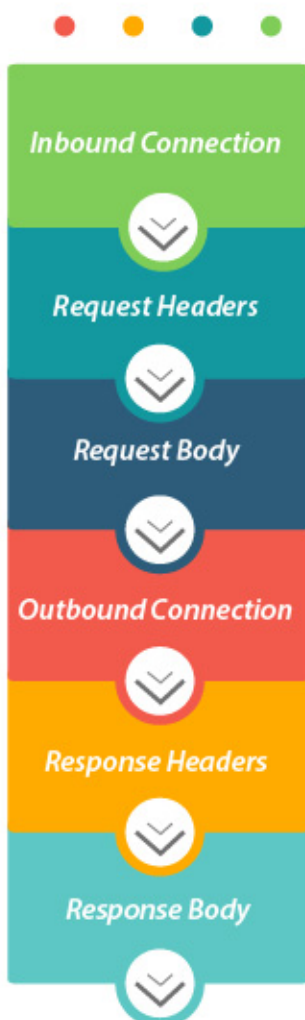 Inbound Connection
Request Headers
Request Body
Outbound Connection
Response Headers
Response Body